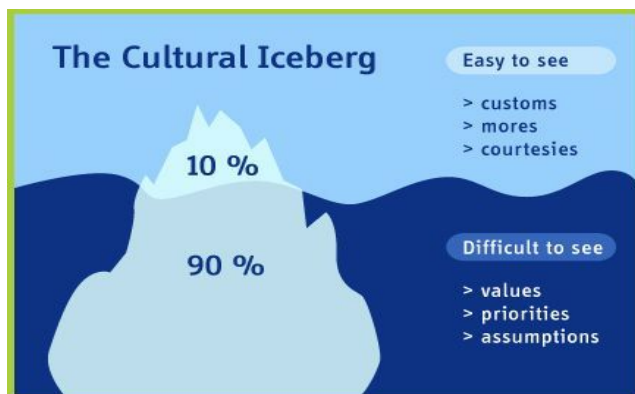 The Cultural Iceberg
10 %
90 %
Easy to see
> customs
> mores
> courtesies
Difficult to see
> values
> priorities
> assumptions